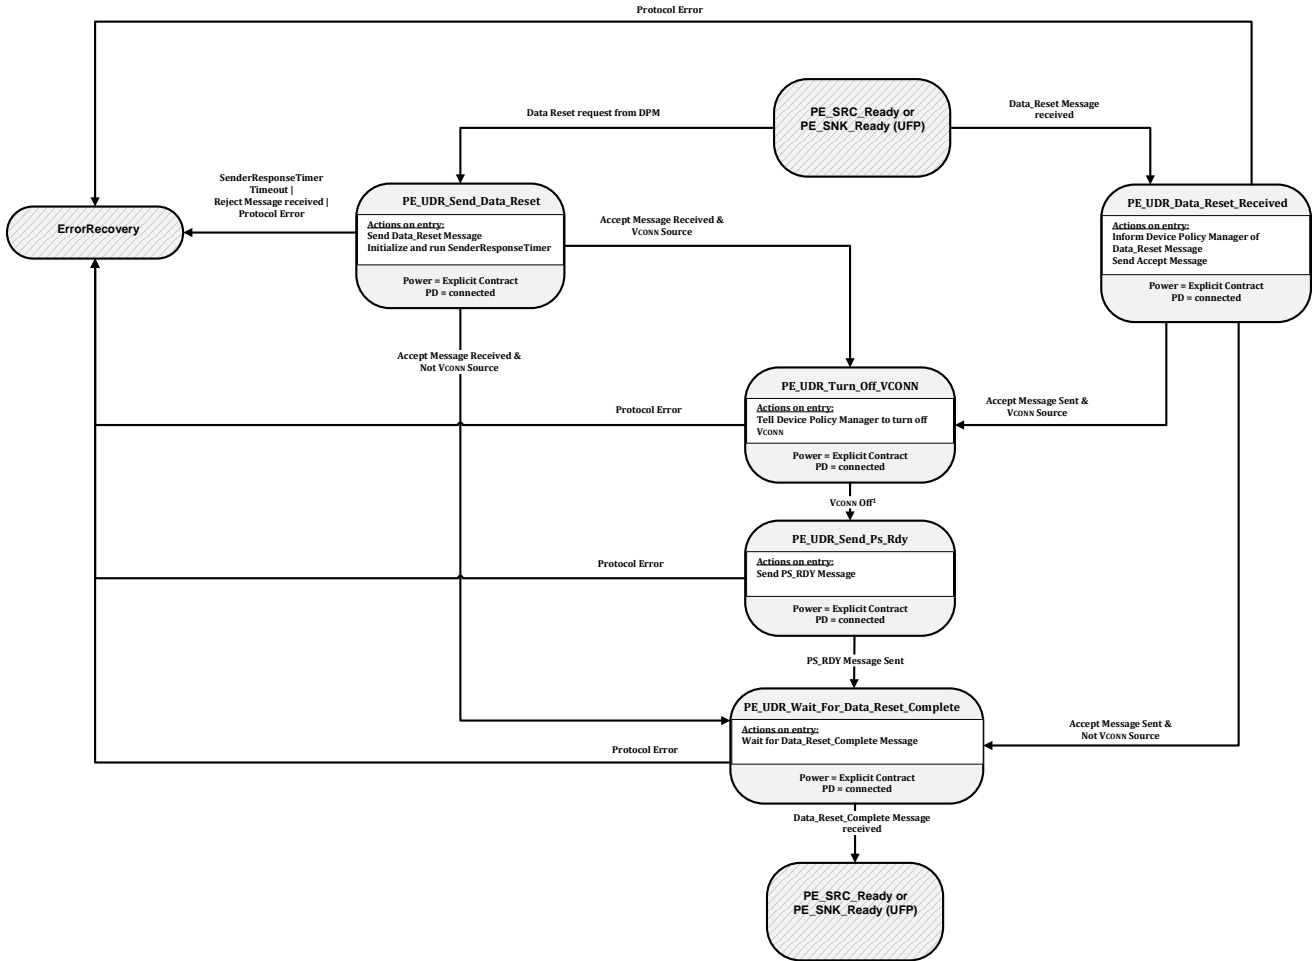 Protocol Error
PE_SRC_Ready or
PE_SNK_Ready (UFP)
Data Reset request from DPM
Data_Reset Message
received
SenderResponseTimer
Timeout |
Reject Message received |
Protocol Error
ErrorRecovery
PE_UDR_Send_Data_Reset
Actions on entry:
Send Data_Reset Message
Initialize and run SenderResponseTimer
Power = Explicit Contract
PD = connected
Accept Message Received &
VCONN Source
PE_UDR_Data_Reset_Received
Actions on entry:
Inform Device Policy Manager of
Data_Reset Message
Send Accept Message
Power = Explicit Contract
PD = connected
Accept Message Received &
Not VCONN Source
PE_UDR_Turn_Off_VCONN
Actions on entry:
Tell Device Policy Manager to turn off
VCONN
Power = Explicit Contract
PD = connected
Protocol Error
Accept Message Sent &
VCONN Source
VCONN Off¹
PE_UDR_Send_Ps_Rdy
Actions on entry:
Send PS_RDY Message
Power = Explicit Contract
PD = connected
Protocol Error
PS_RDY Message Sent
PE_UDR_Wait_For_Data_Reset_Complete
Actions on entry:
Wait for Data_Reset_Complete Message
Power = Explicit Contract
PD = connected
Protocol Error
Accept Message Sent &
Not VCONN Source
Data_Reset_Complete Message
received
PE_SRC_Ready or
PE_SNK_Ready (UFP)